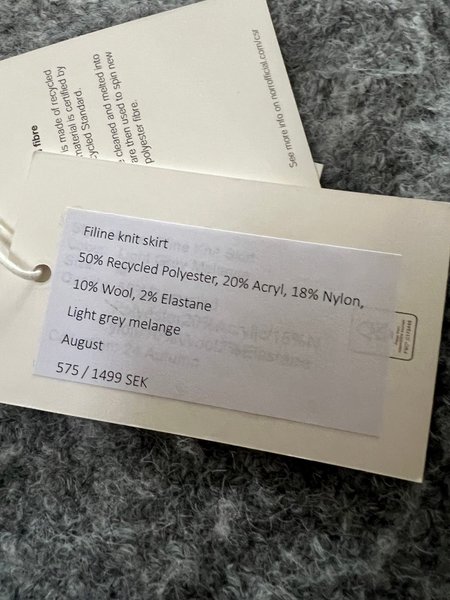 fibre
is made of recycled
material is certified by
cycled Standard.
cleaned and melted into
are then used to spin new
polyester fibre.
See more info on norrofficial.com/csr
Filine knit skirt
50% Recycled Polyester, 20% Acryl, 18% Nylon,
10% Wool, 2% Elastane
Light grey melange
August
575 / 1499 SEK